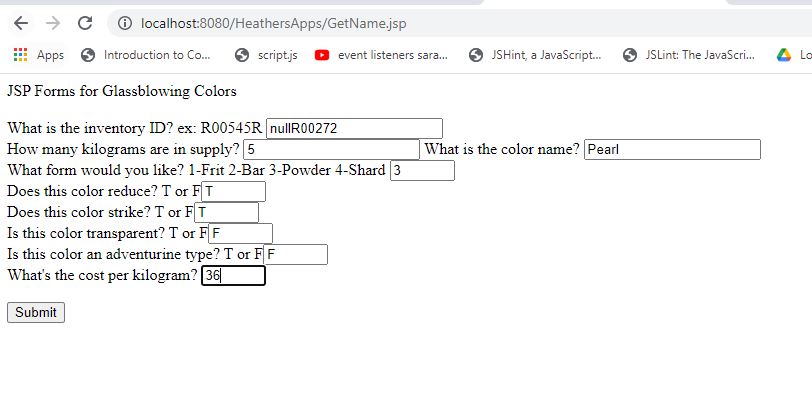 localhost:8080/HeathersApps/GetName.jsp
Apps Introduction to Co... script.js event listeners sara... JSHint, a JavaScript... JSLint: The JavaScri... Lo
JSP Forms for Glassblowing Colors
What is the inventory ID? ex: R00545R nullR00272
How many kilograms are in supply? 5 What is the color name? Pearl
What form would you like? 1-Frit 2-Bar 3-Powder 4-Shard 3
Does this color reduce? T or F T
Does this color strike? T or F T
Is this color transparent? T or F F
Is this color an adventurine type? T or F F
What's the cost per kilogram? 36
Submit